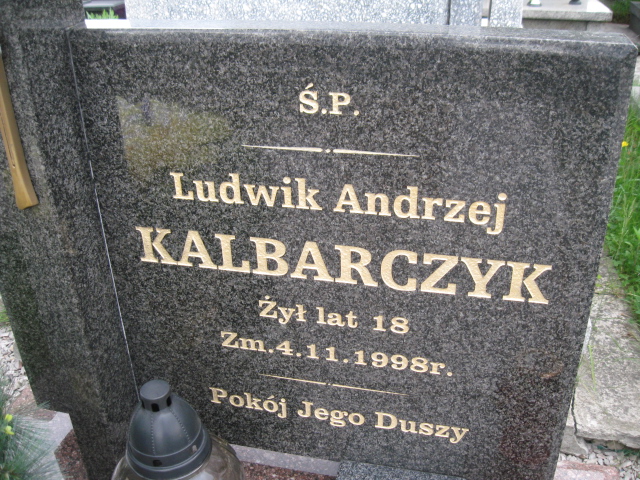 Ś.P.
Ludwik Andrzej
KALBARCZYK
Żył lat 18
Zm.4.11.1998r.
Pokój Jego Duszy